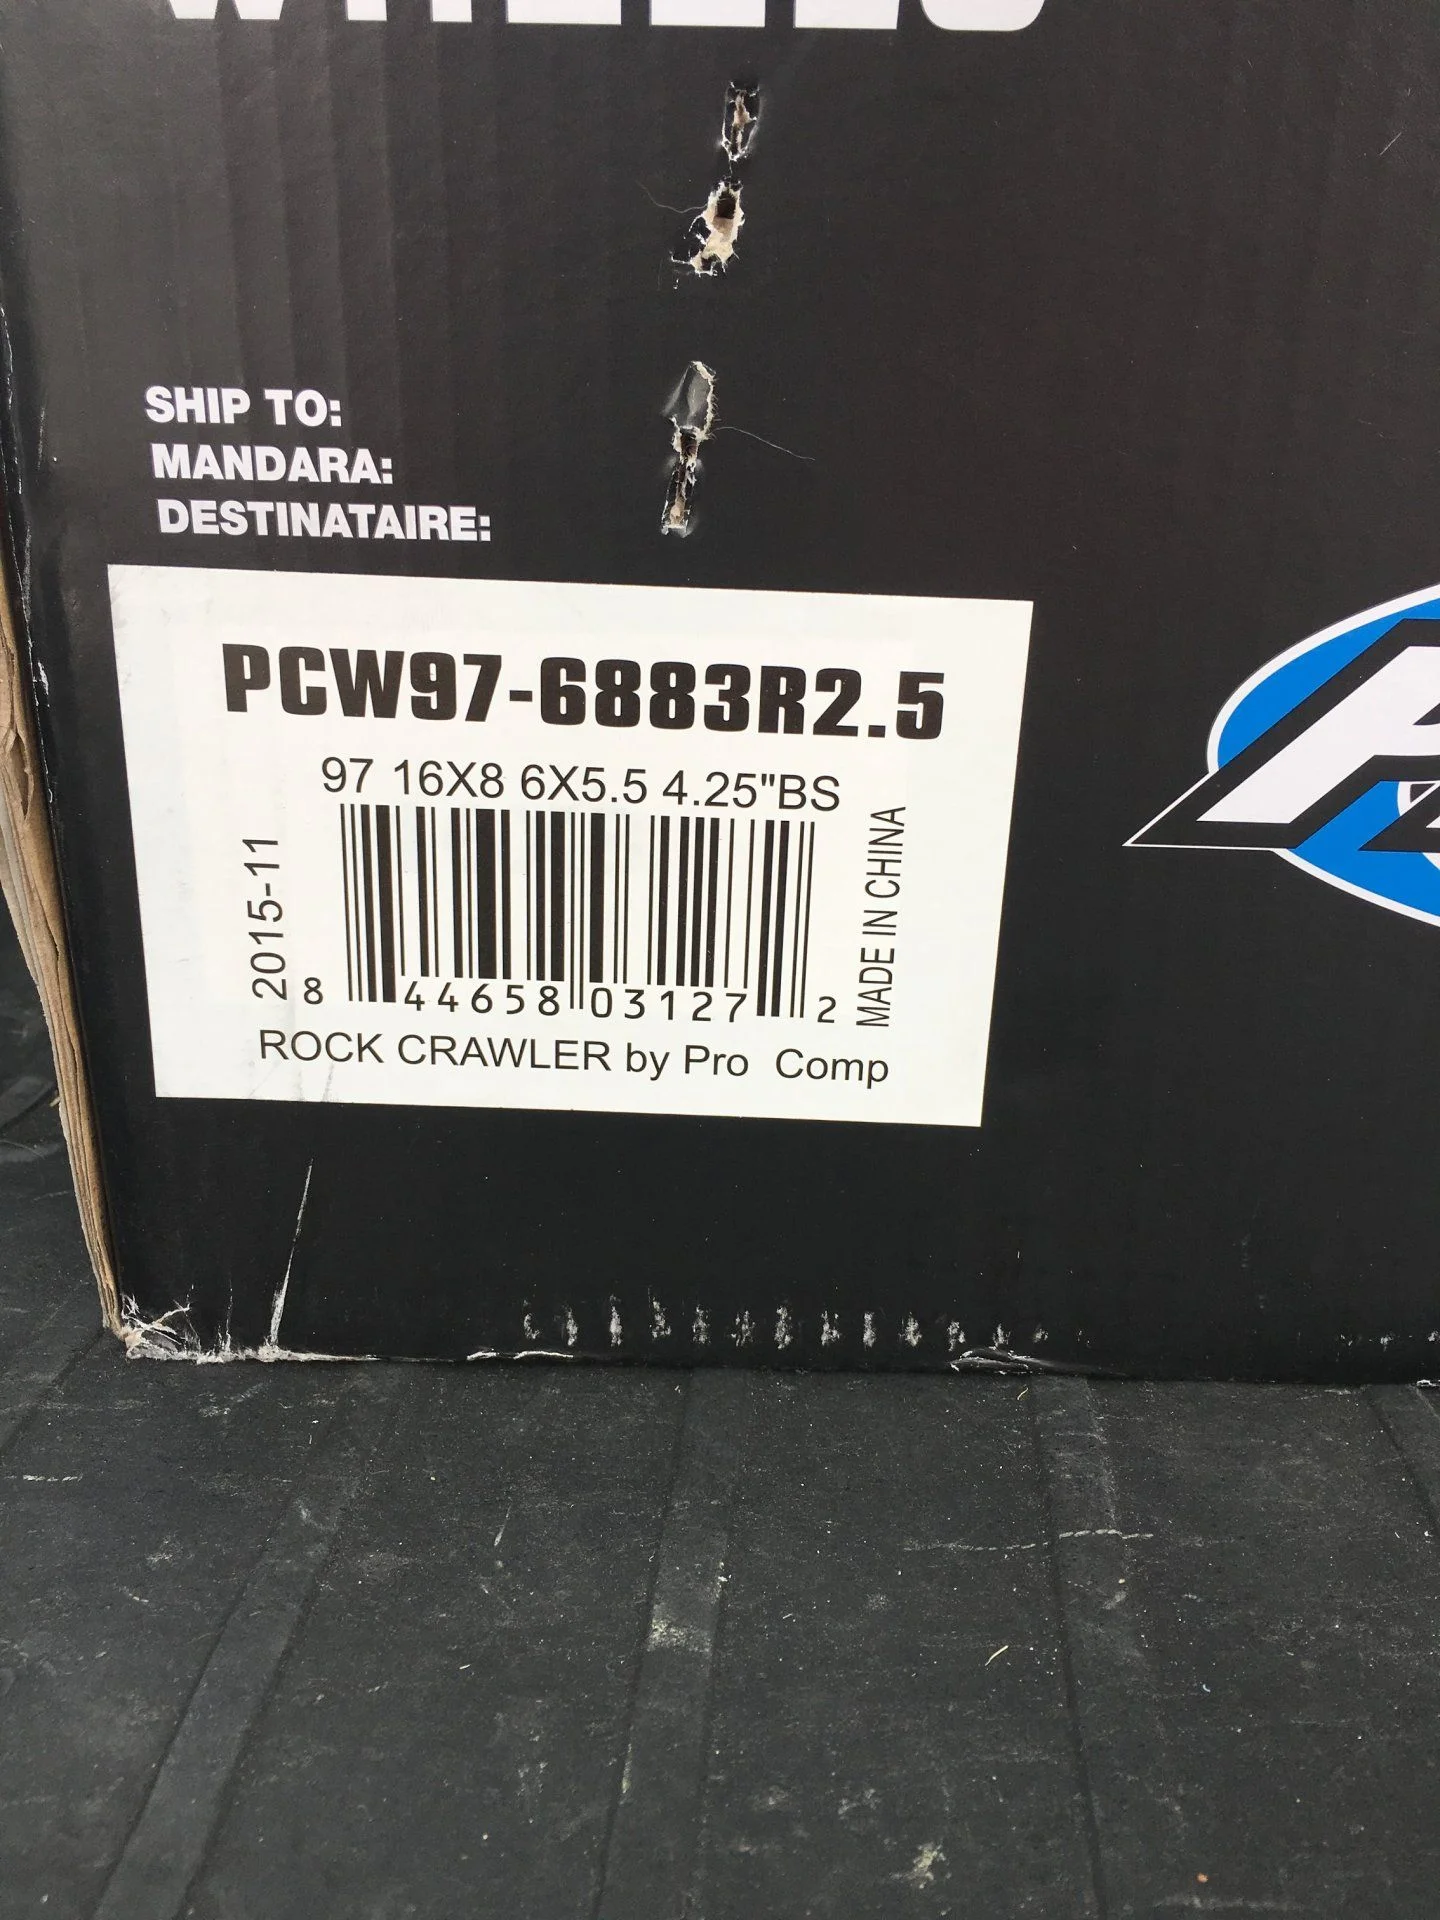 WHEELS
SHIP TO:
MANDARA:
DESTINATAIRE:
PCW97-6883R2.5
97 16X8 6X5.5 4.25"BS
2015-11
MADE IN CHINA
8 44658 03127 2
ROCK CRAWLER by Pro Comp